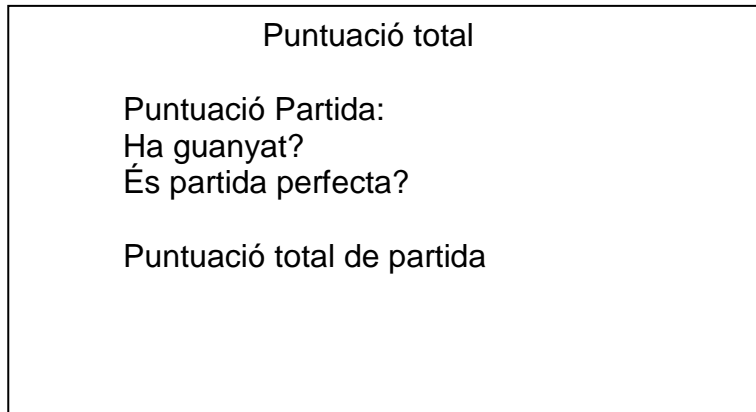 Puntuació total
Puntuació Partida:
Ha guanyat?
És partida perfecta?
Puntuació total de partida